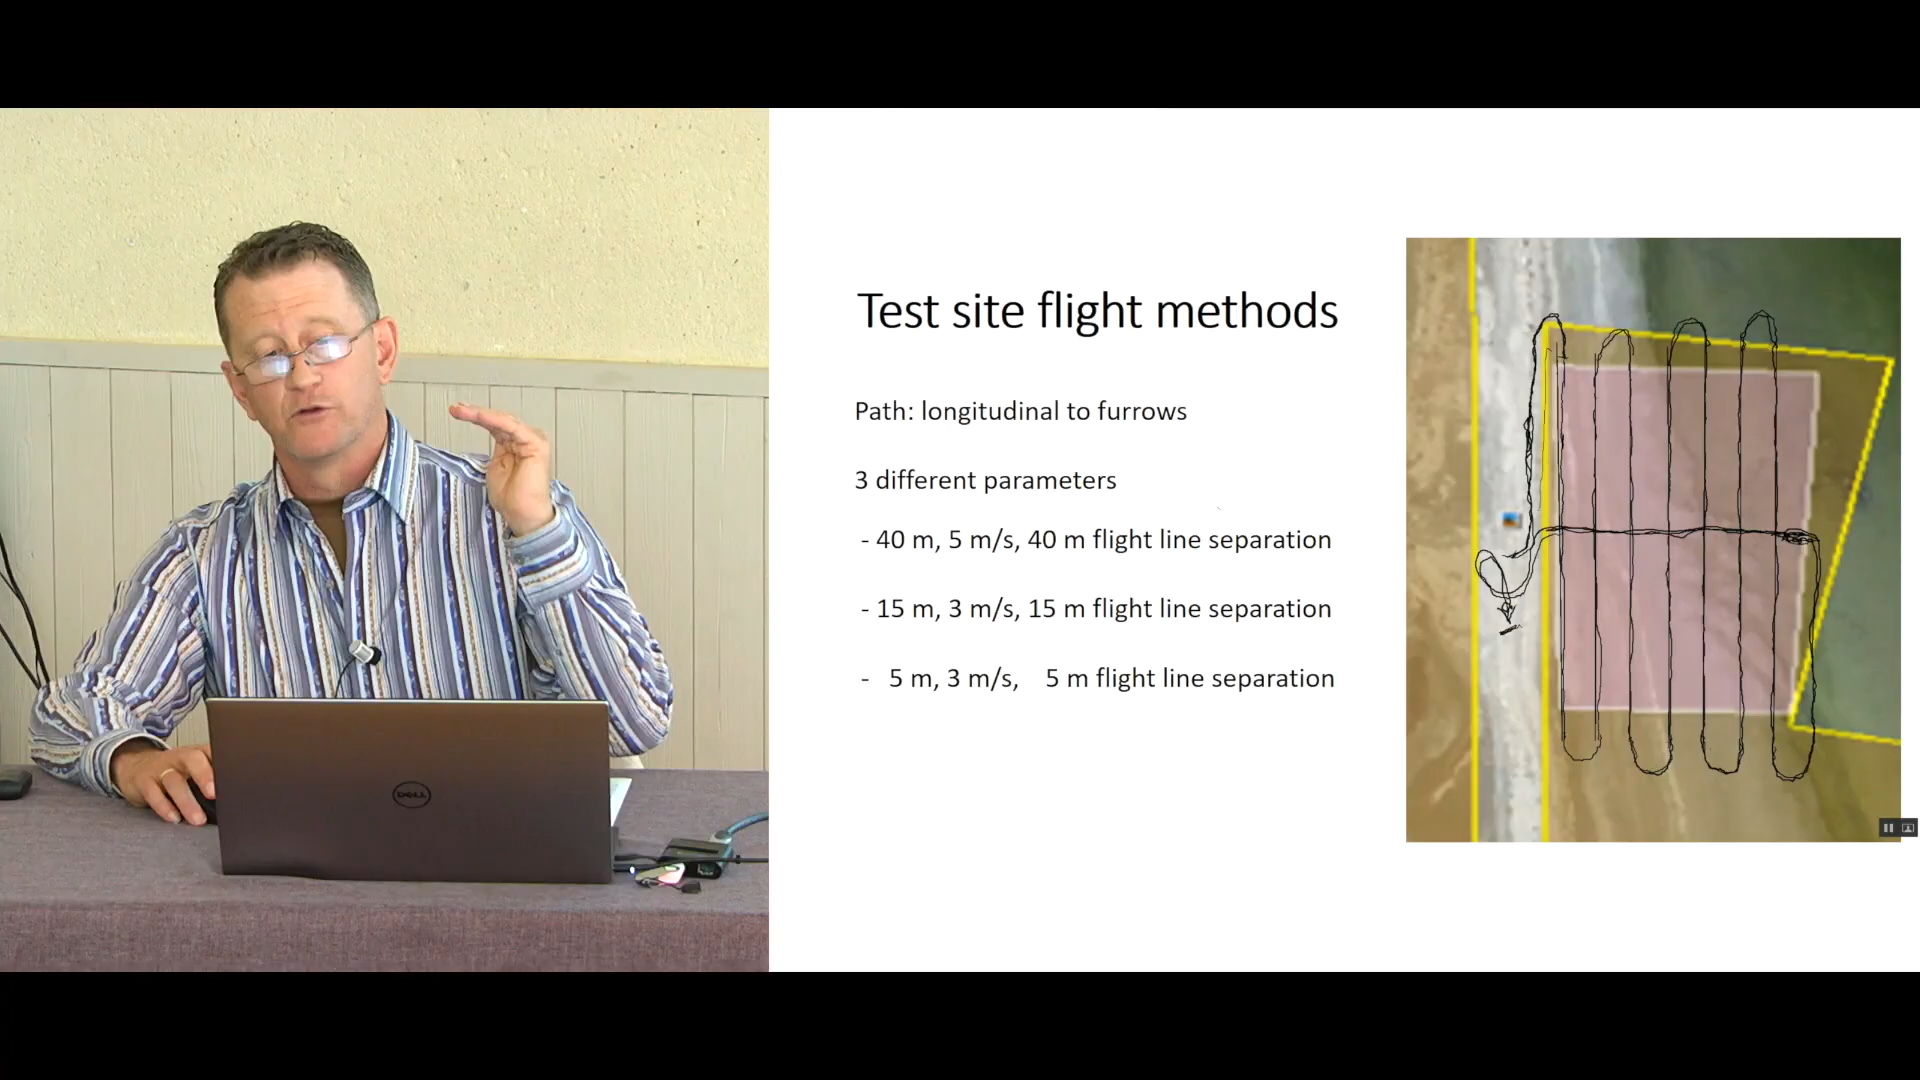 Test site flight methods
Path: longitudinal to furrows
3 different parameters
- 40 m, 5 m/s, 40 m flight line separation
- 15 m, 3 m/s, 15 m flight line separation
- 5 m, 3 m/s, 5 m flight line separation
DELL